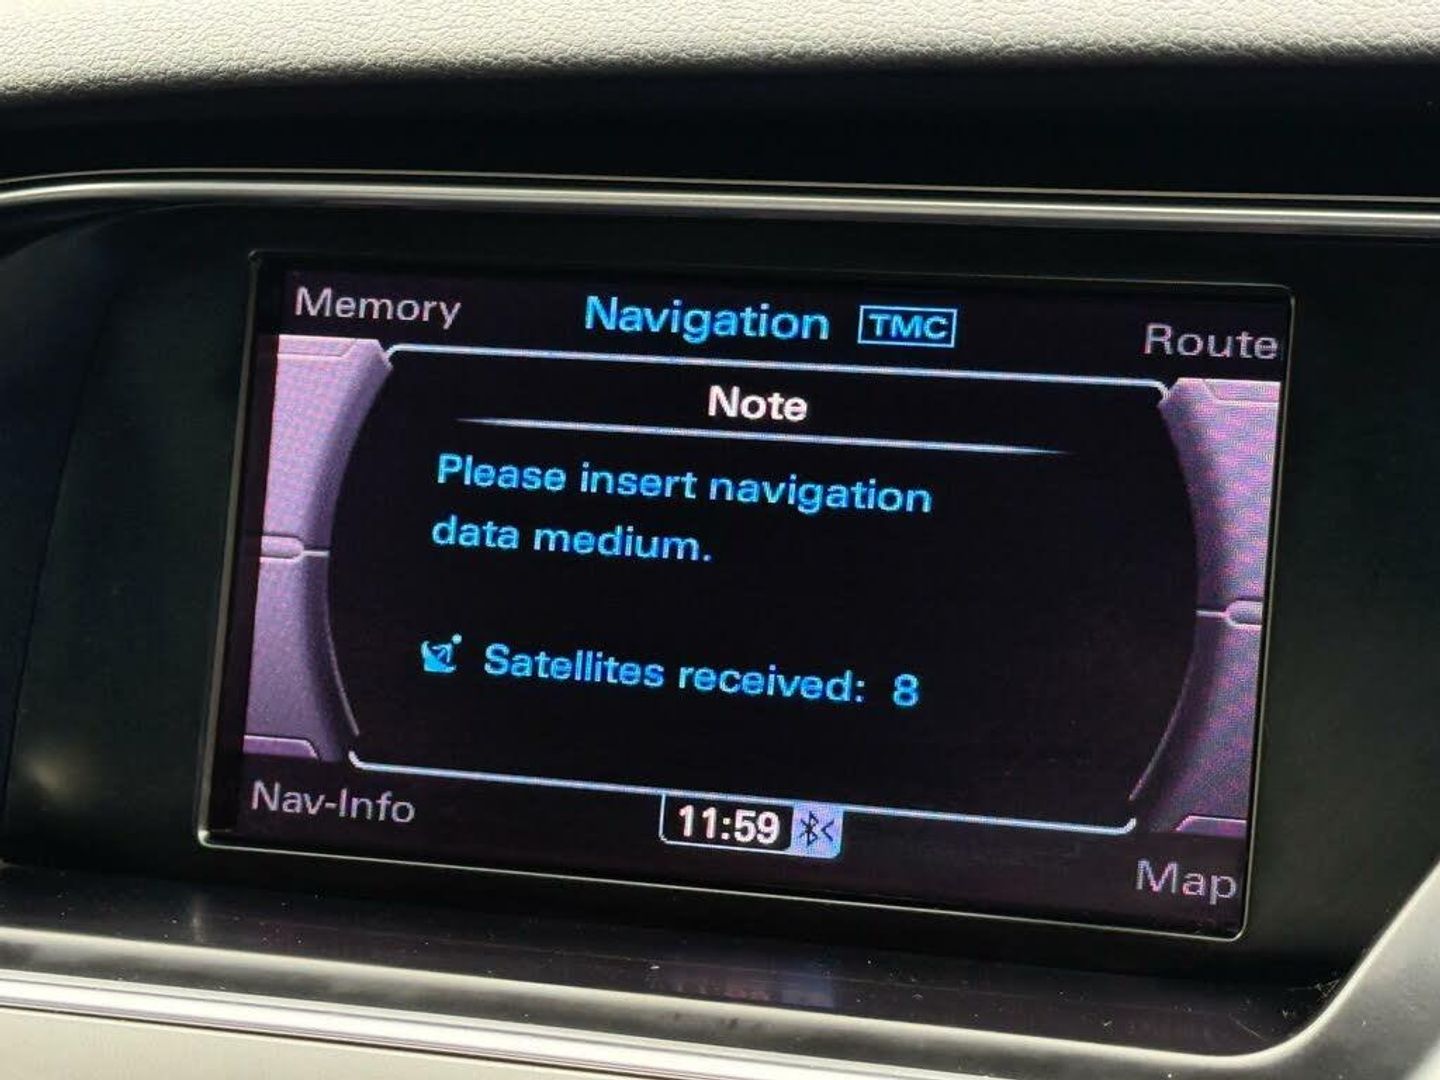 Memory
Navigation TMC
Route
Note
Please insert navigation
data medium.
Satellites received: 8
Nav-Info
11:59
Map